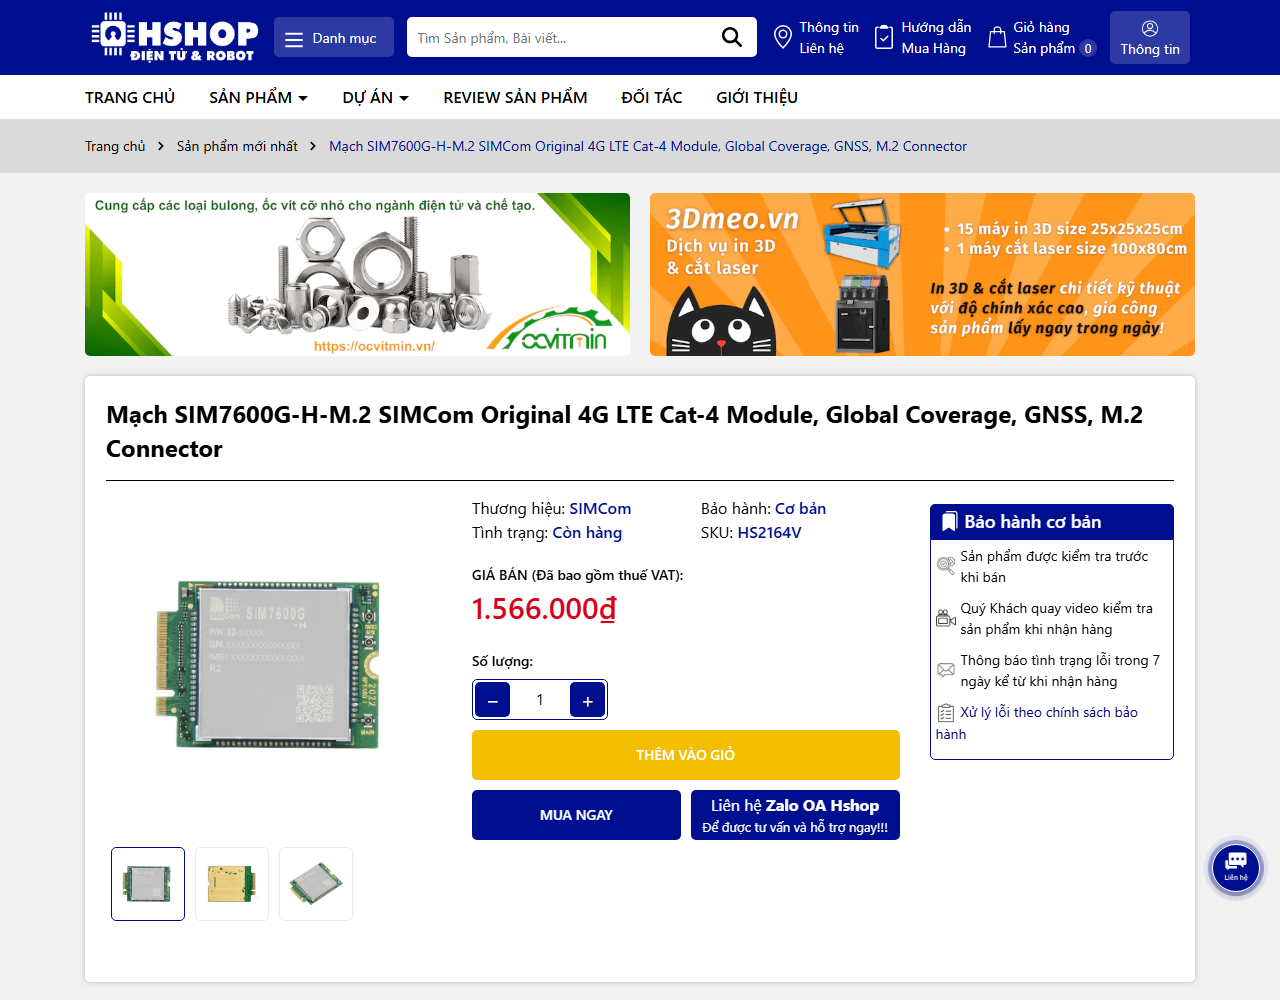 HSHOP
ĐIỆN TỬ & ROBOT
Danh mục
Tìm Sản phẩm, Bài viết...
Thông tin
Liên hệ
Hướng dẫn
Mua Hàng
Giỏ hàng
Sản phẩm 0
Thông tin
TRANG CHỦ
SẢN PHẨM
DỰ ÁN
REVIEW SẢN PHẨM
ĐỐI TÁC
GIỚI THIỆU
Trang chủ > Sản phẩm mới nhất > Mạch SIM7600G-H-M.2 SIMCom Original 4G LTE Cat-4 Module, Global Coverage, GNSS, M.2 Connector
Cung cấp các loại bulong, ốc vít cỡ nhỏ cho ngành điện tử và chế tạo.
ocvitmin
https://ocvitmin.vn/
3Dmeo.vn
Dịch vụ in 3D
& cắt laser
• 15 máy in 3D size 25x25x25cm
• 1 máy cắt laser size 100x80cm
In 3D & cắt laser chi tiết kỹ thuật
với độ chính xác cao, gia công
sản phẩm lấy ngay trong ngày!
Mạch SIM7600G-H-M.2 SIMCom Original 4G LTE Cat-4 Module, Global Coverage, GNSS, M.2
Connector
SIM7600G
-H
P/N: S2-XXXXX
SN: XXXXXXXXXXXXXX
IMEI: XXXXXXXXXXXXXXX
R2
2022
MAIN
Thương hiệu: SIMCom
Bảo hành: Cơ bản
Tình trạng: Còn hàng
SKU: HS2164V
GIÁ BÁN (Đã bao gồm thuế VAT):
1.566.000₫
Số lượng:
– 1 +
THÊM VÀO GIỎ
MUA NGAY
Liên hệ Zalo OA Hshop
Để được tư vấn và hỗ trợ ngay!!!
Bảo hành cơ bản
Sản phẩm được kiểm tra trước
khi bán
Quý Khách quay video kiểm tra
sản phẩm khi nhận hàng
Thông báo tình trạng lỗi trong 7
ngày kể từ khi nhận hàng
Xử lý lỗi theo chính sách bảo
hành
Liên hệ